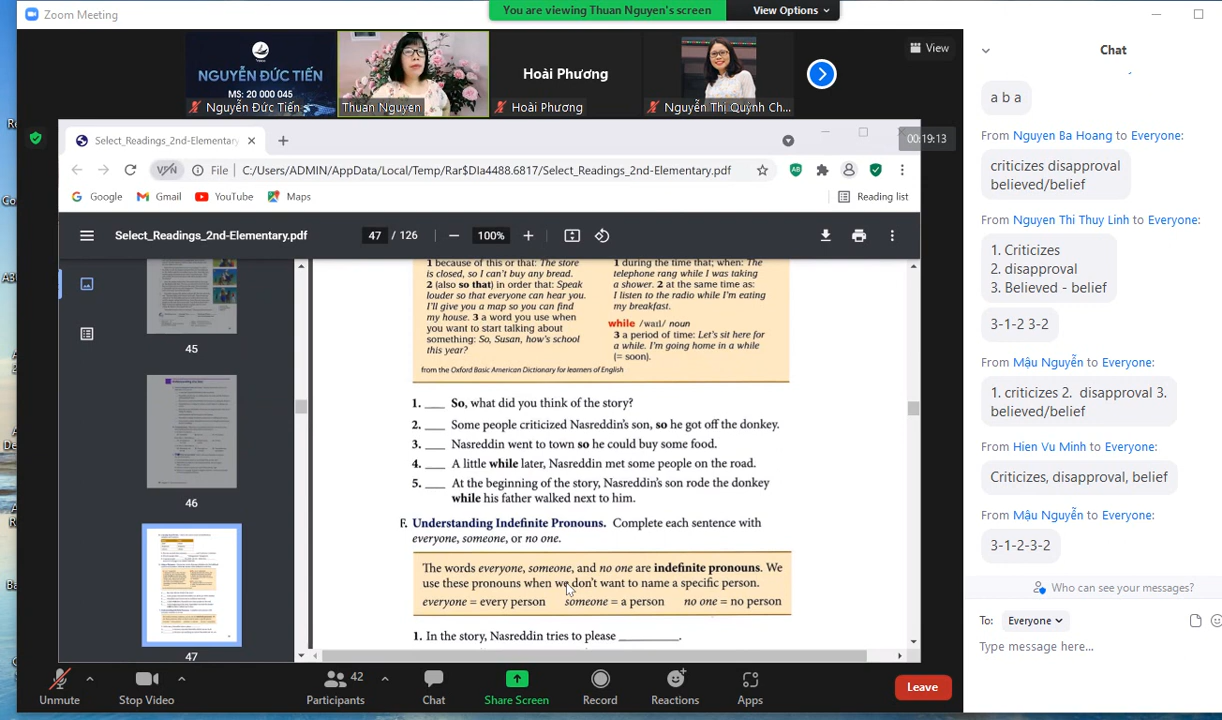 Zoom Meeting
You are viewing Thuan Nguyen's screen
View Options
NGUYỄN ĐỨC TIẾN
MS: 20 000 045
Nguyễn Đức Tiến
Thuan Nguyen
Hoài Phương
Hoài Phương
Nguyễn Thị Quỳnh Ch...
View
00:19:13
Select_Readings_2nd-Elementary
VPN
File
C:/Users/ADMIN/AppData/Local/Temp/Rar$DIa4488.6817/Select_Readings_2nd-Elementary.pdf
Google
Gmail
YouTube
Maps
Reading list
Select_Readings_2nd-Elementary.pdf
47 / 126
100%
45
46
47
1 because of this or that: The store
is closed, so I can't buy any bread.
2 (also so that) in order that: Speak
louder so that everyone can hear you.
I'll give you a map so you can find
my house. 3 a word you use when
you want to start talking about
something: So, Susan, how's school
this year?
1 during the time that; when: The
telephone rang while I was taking
a shower. 2 at the same time as:
I listen to the radio while I'm eating
my breakfast.
while /waɪl/ noun
3 a period of time: Let's sit here for
a while. I'm going home in a while
(= soon).
from the Oxford Basic American Dictionary for learners of English
1. ___ So, what did you think of the story?
2. ___ Some people criticized Nasreddin's son, so he got off the donkey.
3. ___ Nasreddin went to town so he could buy some food.
4. ___ A little while later, Nasreddin met some people on the road.
5. ___ At the beginning of the story, Nasreddin's son rode the donkey
while his father walked next to him.
F. Understanding Indefinite Pronouns. Complete each sentence with
everyone, someone, or no one.
The words everyone, someone, and no one are indefinite pronouns. We
use these pronouns when we don't want to name a specific person.
everyone = every person someone = a person no one = no person
1. In the story, Nasreddin tries to please _________.
Chat
a b a
From Nguyen Ba Hoang to Everyone:
criticizes disapproval
believed/belief
From Nguyen Thi Thuy Linh to Everyone:
1. Criticizes
2. disapproval
3. Believed - belief
3-1-2 3-2
From Mậu Nguyễn to Everyone:
1. criticizes 2. disapproval 3.
believed/belief
From Hien Vu Minh to Everyone:
Criticizes, disapproval, belief
From Mậu Nguyễn to Everyone:
3-1-2-3-2
Who can see your messages?
To: Everyone
Type message here...
Unmute
Stop Video
42
Participants
Chat
Share Screen
Record
Reactions
Apps
Leave